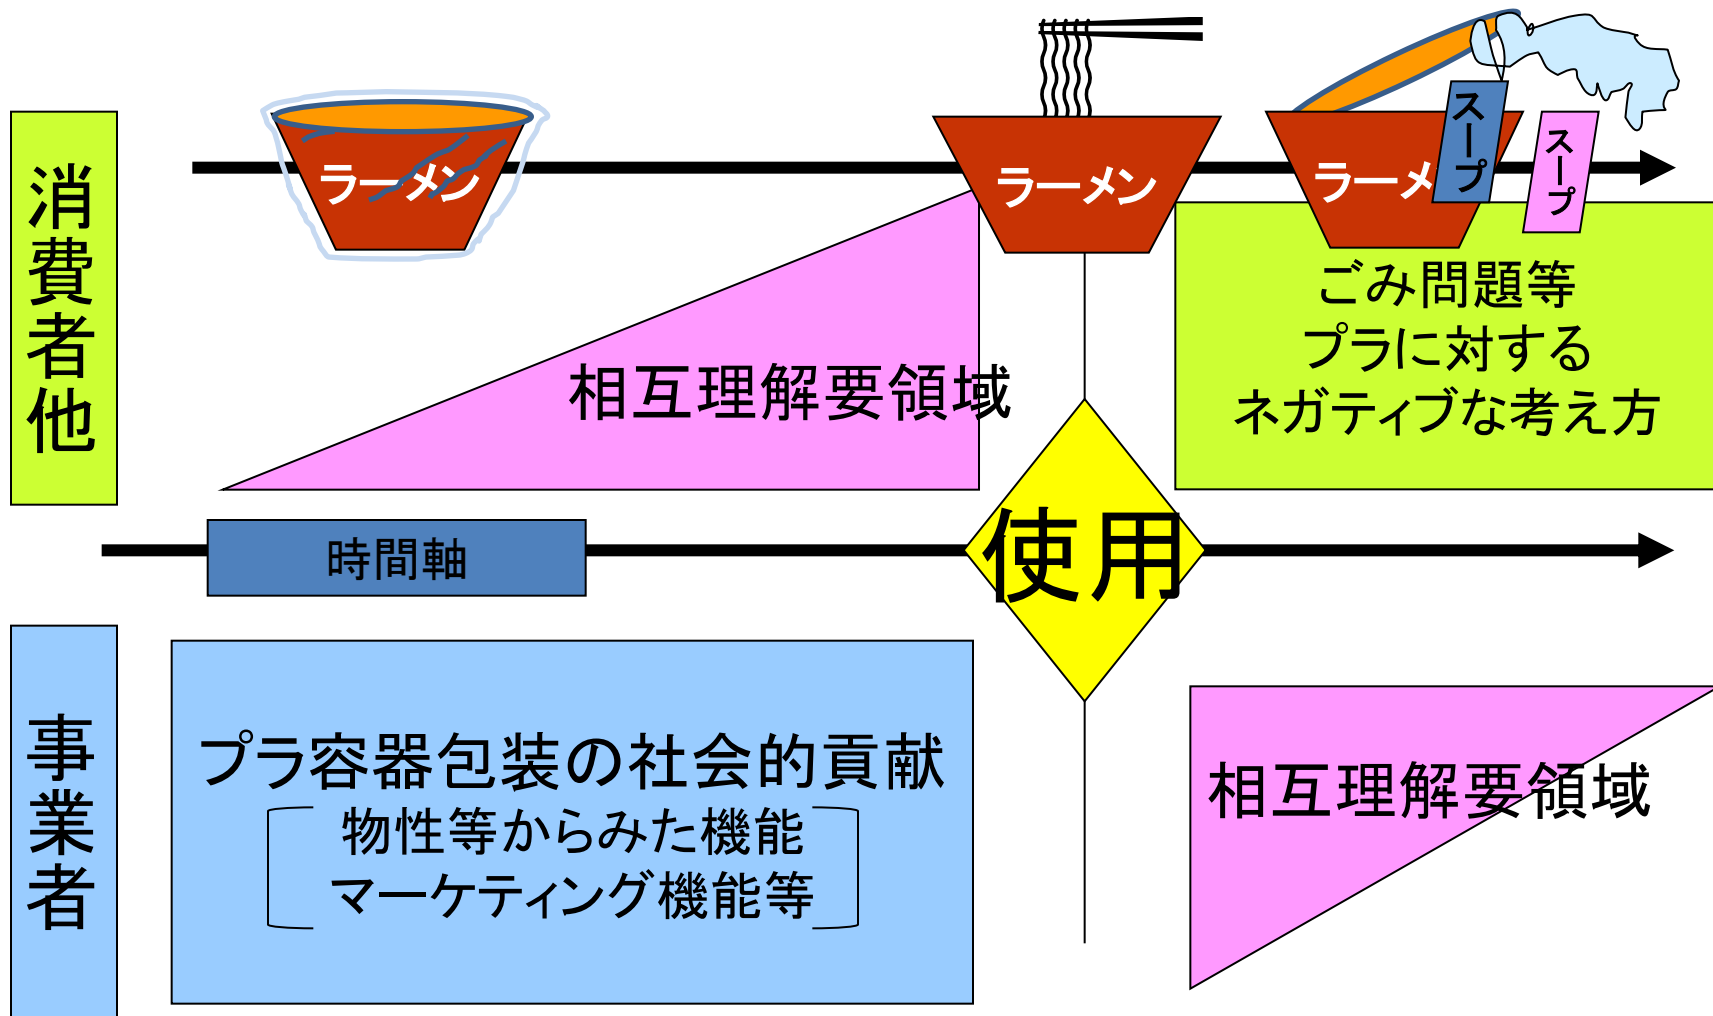 ラーメン
ラーメン
ラーメ
スープ
スープ
消費者他
ごみ問題等
プラに対する
ネガティブな考え方
相互理解要領域
時間軸
使用
事業者
プラ容器包装の社会的貢献
物性等からみた機能
マーケティング機能等
相互理解要領域